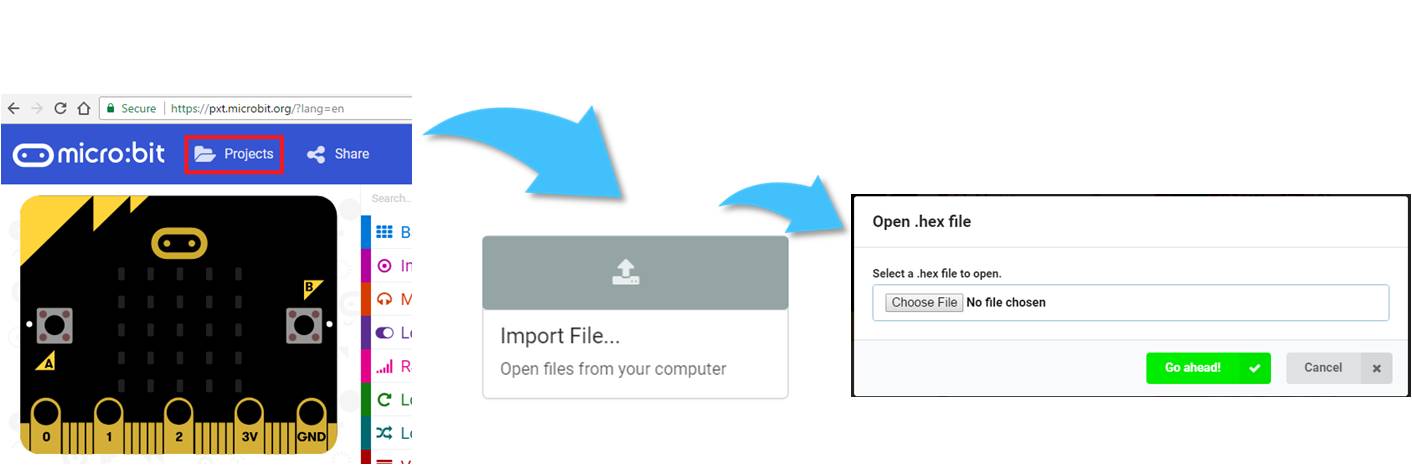 Secure | https://pxt.microbit.org/?lang=en
micro:bit Projects Share
Search...
B
In
M
Lo
R
Lo
Lo
B
A
0 1 2 3V GND
Import File...
Open files from your computer
Open .hex file
Select a .hex file to open.
Choose File No file chosen
Go ahead! Cancel